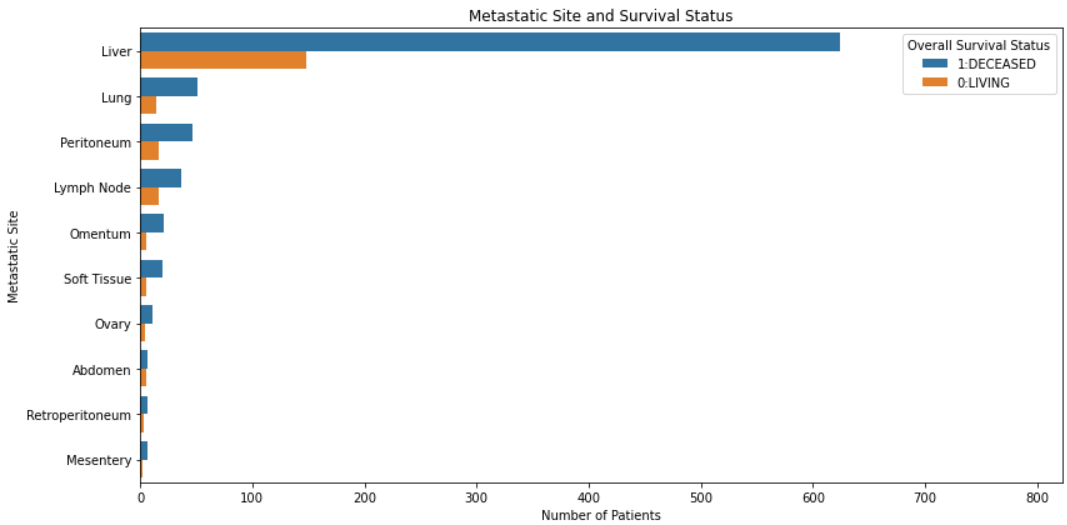 Metastatic Site and Survival Status
Overall Survival Status
1:DECEASED
0:LIVING
Metastatic Site
Liver
Lung
Peritoneum
Lymph Node
Omentum
Soft Tissue
Ovary
Abdomen
Retroperitoneum
Mesentery
0 100 200 300 400 500 600 700 800
Number of Patients